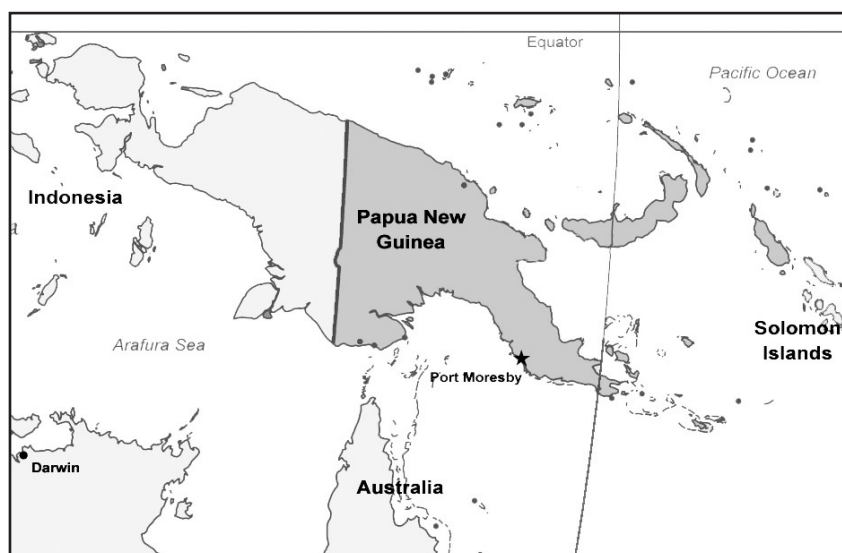 Equator
Pacific Ocean
Indonesia
Papua New
Guinea
a
Solomon
Islands
Arafura Sea
Port Moresby
Darwin
Australia